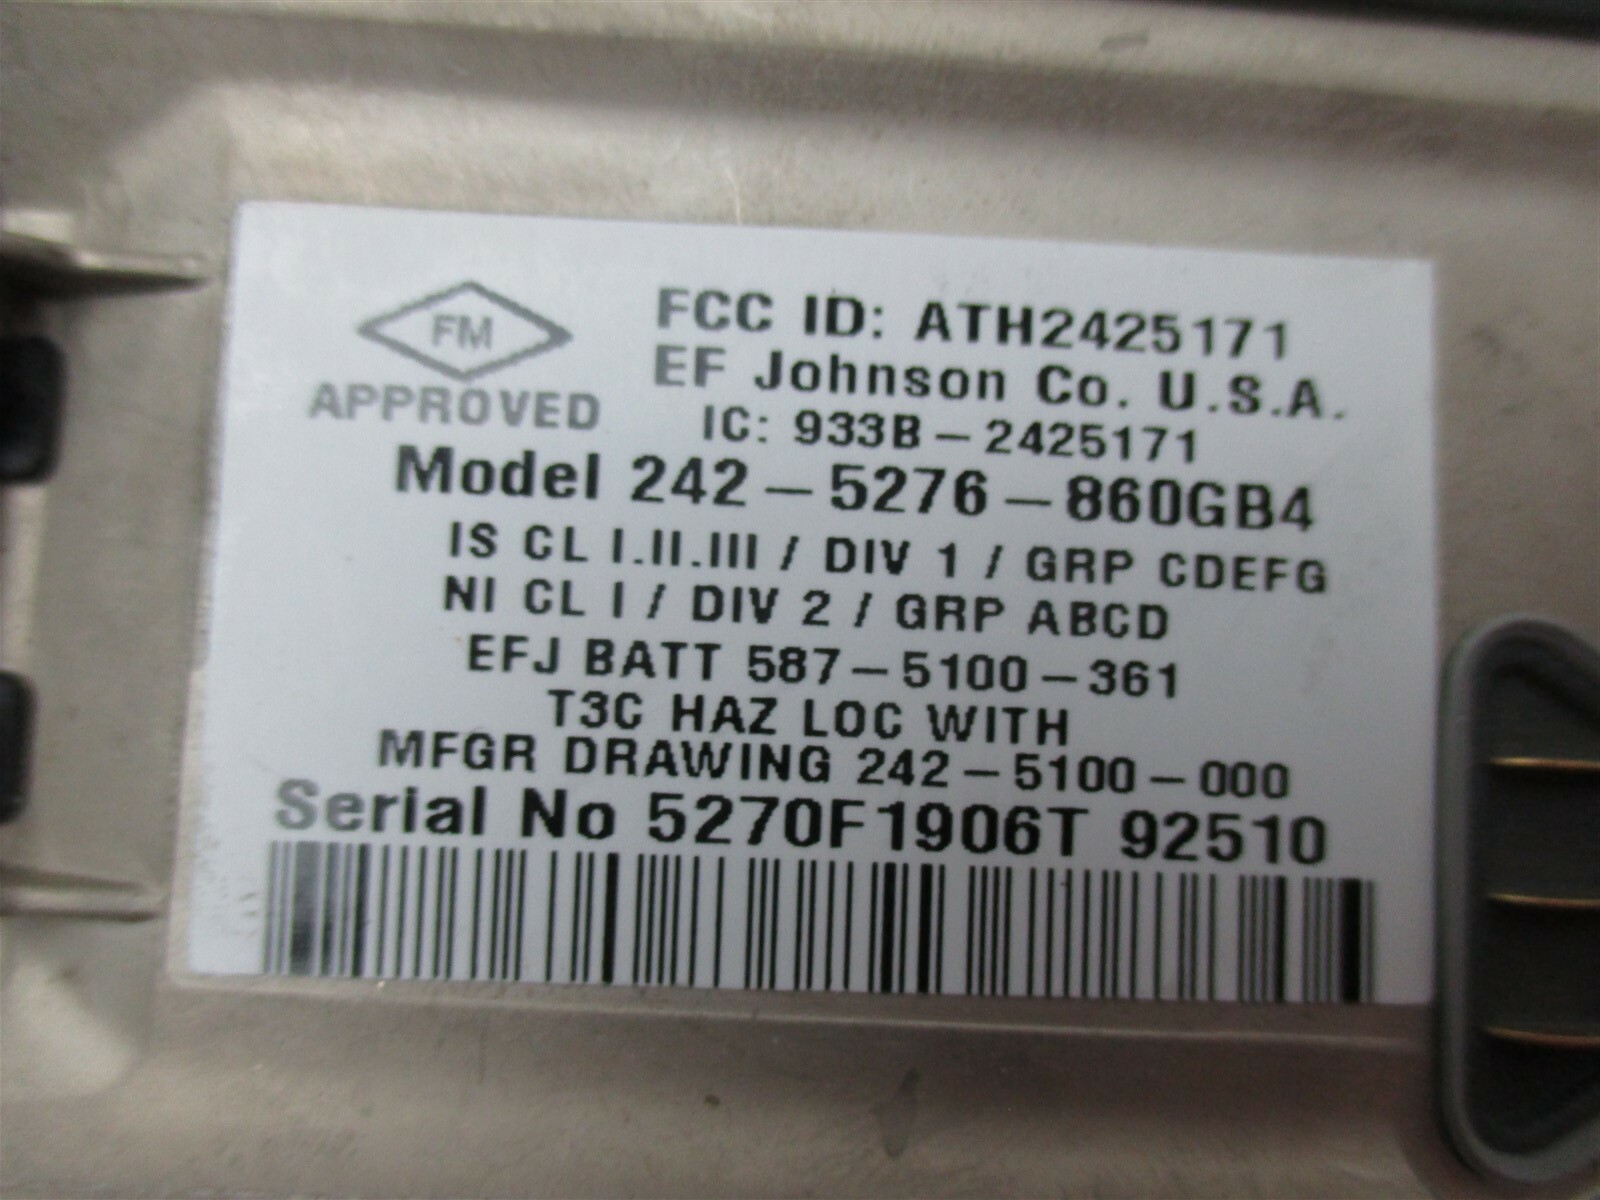 FM
APPROVED
FCC ID: ATH2425171
EF Johnson Co. U.S.A.
IC: 933B-2425171
Model 242-5276-860GB4
IS CL I.II.III / DIV 1 / GRP CDEFG
NI CL I / DIV 2 / GRP ABCD
EFJ BATT 587-5100-361
T3C HAZ LOC WITH
MFGR DRAWING 242-5100-000
Serial No 5270F1906T 92510